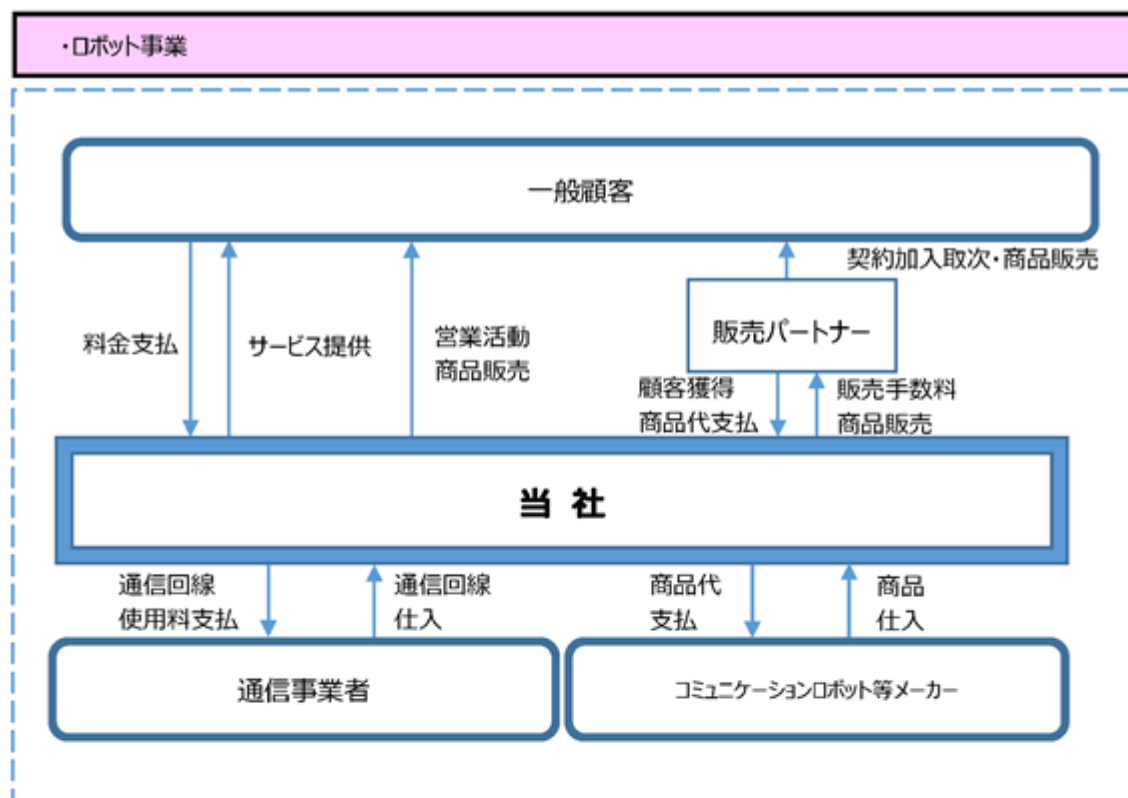 ・ロボット事業
一般顧客
契約加入取次・商品販売
販売パートナー
料金支払
サービス提供
営業活動
商品販売
顧客獲得
商品代支払
販売手数料
商品販売
当 社
通信回線
使用料支払
通信回線
仕入
商品代
支払
商品
仕入
通信事業者
コミュニケーションロボット等メーカー